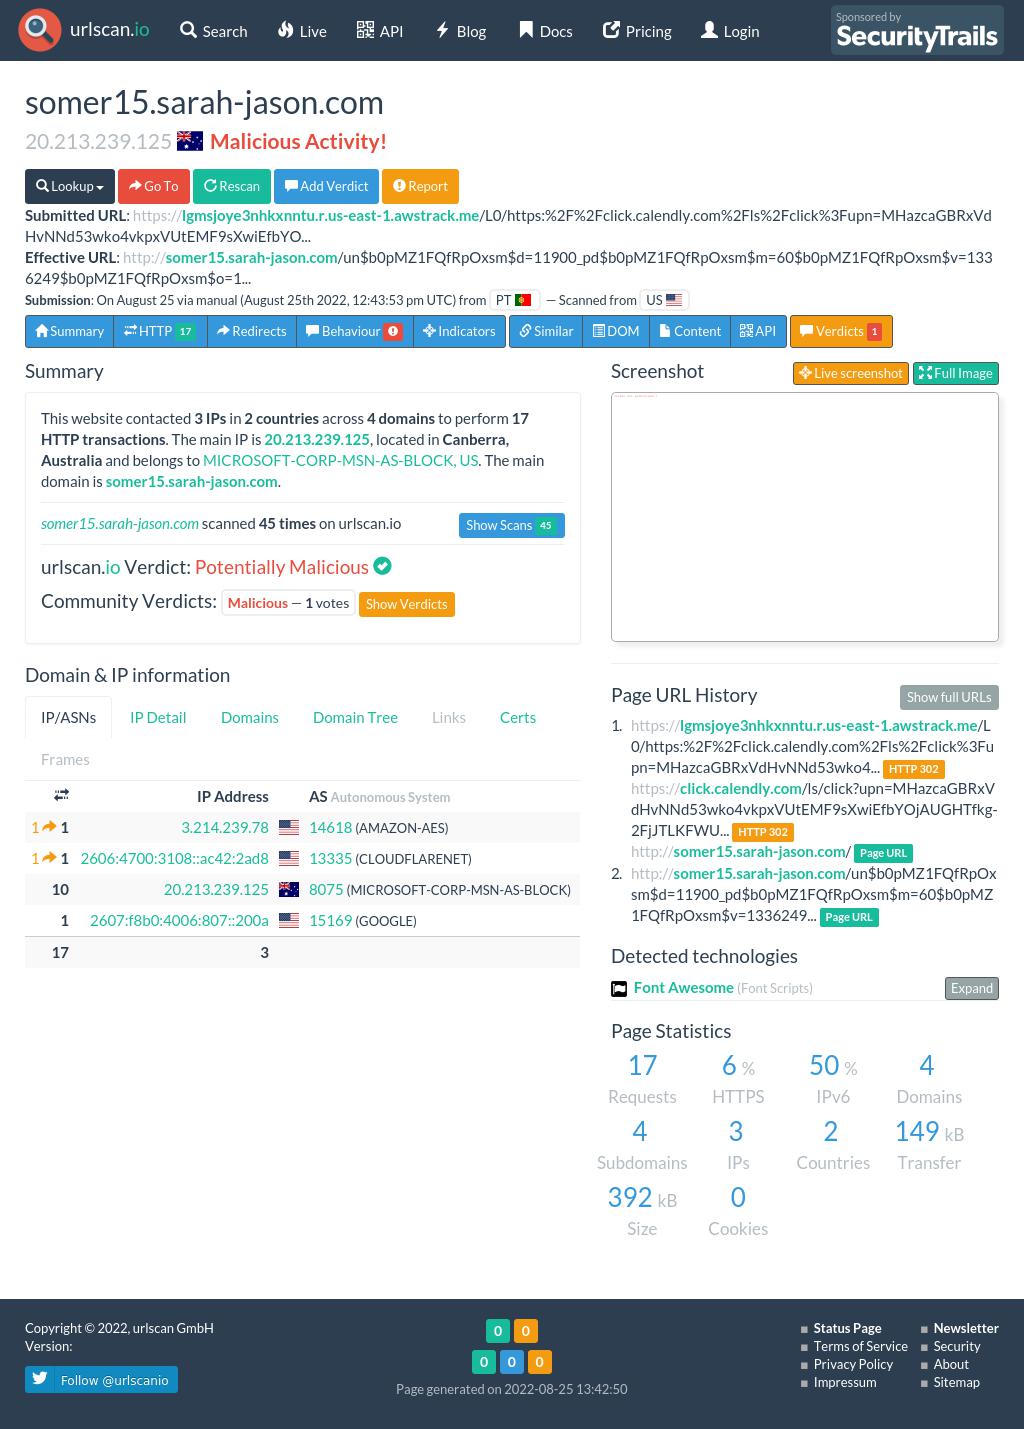 urlscan.io
Search
Live
API
Blog
Docs
Pricing
Login
Sponsored by
SecurityTrails
somer15.sarah-jason.com
20.213.239.125 Malicious Activity!
Lookup
Go To
Rescan
Add Verdict
Report
Submitted URL: https://lgmsjoye3nhkxnntu.r.us-east-1.awstrack.me/L0/https:%2F%2Fclick.calendly.com%2Fls%2Fclick%3Fupn=MHazcaGBRxVd
HvNNd53wko4vkpxVUtEMF9sXwiEfbYO...
Effective URL: http://somer15.sarah-jason.com/un$b0pMZ1FQfRpOxsm$d=11900_pd$b0pMZ1FQfRpOxsm$m=60$b0pMZ1FQfRpOxsm$v=133
6249$b0pMZ1FQfRpOxsm$o=1...
Submission: On August 25 via manual (August 25th 2022, 12:43:53 pm UTC) from PT — Scanned from US
Summary
HTTP 17
Redirects
Behaviour
Indicators
Similar
DOM
Content
API
Verdicts 1
Summary
This website contacted 3 IPs in 2 countries across 4 domains to perform 17
HTTP transactions. The main IP is 20.213.239.125, located in Canberra,
Australia and belongs to MICROSOFT-CORP-MSN-AS-BLOCK, US. The main
domain is somer15.sarah-jason.com.
somer15.sarah-jason.com scanned 45 times on urlscan.io
Show Scans 45
urlscan.io Verdict: Potentially Malicious
Community Verdicts: Malicious — 1 votes Show Verdicts
Screenshot
Live screenshot
Full Image
Domain & IP information
IP/ASNs
IP Detail
Domains
Domain Tree
Links
Certs
Frames
IP Address AS Autonomous System
1 1 3.214.239.78 14618 (AMAZON-AES)
1 1 2606:4700:3108::ac42:2ad8 13335 (CLOUDFLARENET)
10 20.213.239.125 8075 (MICROSOFT-CORP-MSN-AS-BLOCK)
1 2607:f8b0:4006:807::200a 15169 (GOOGLE)
17 3
Page URL History
Show full URLs
1. https://lgmsjoye3nhkxnntu.r.us-east-1.awstrack.me/L
0/https:%2F%2Fclick.calendly.com%2Fls%2Fclick%3Fu
pn=MHazcaGBRxVdHvNNd53wko4... HTTP 302
https://click.calendly.com/ls/click?upn=MHazcaGBRxV
dHvNNd53wko4vkpxVUtEMF9sXwiEfbYOjAUGHTfkg-
2FjJTLKFWU... HTTP 302
http://somer15.sarah-jason.com/ Page URL
2. http://somer15.sarah-jason.com/un$b0pMZ1FQfRpOx
sm$d=11900_pd$b0pMZ1FQfRpOxsm$m=60$b0pMZ
1FQfRpOxsm$v=1336249... Page URL
Detected technologies
Font Awesome (Font Scripts)
Expand
Page Statistics
17 6 % 50 % 4
Requests HTTPS IPv6 Domains
4 3 2 149 kB
Subdomains IPs Countries Transfer
392 kB 0
Size Cookies
Copyright © 2022, urlscan GmbH
Version:
Follow @urlscanio
0 0
0 0 0
Page generated on 2022-08-25 13:42:50
Status Page
Terms of Service
Privacy Policy
Impressum
Newsletter
Security
About
Sitemap